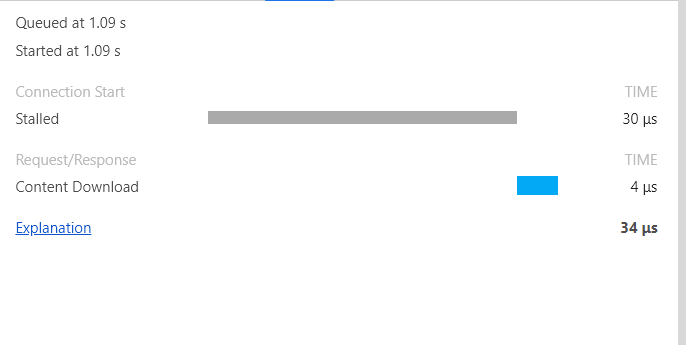 Queued at 1.09 s
Started at 1.09 s
Connection Start TIME
Stalled 30 μs
Request/Response TIME
Content Download 4 μs
Explanation 34 μs